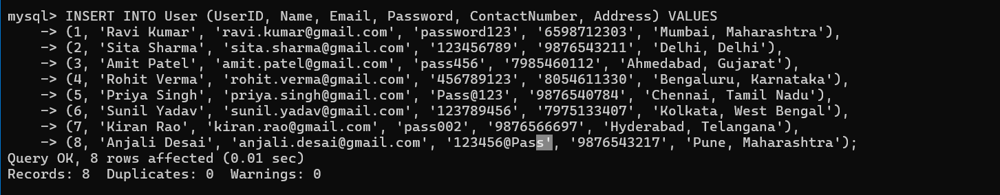 mysql> INSERT INTO User (UserID, Name, Email, Password, ContactNumber, Address) VALUES
    -> (1, 'Ravi Kumar', 'ravi.kumar@gmail.com', 'password123', '6598712303', 'Mumbai, Maharashtra'),
    -> (2, 'Sita Sharma', 'sita.sharma@gmail.com', '123456789', '9876543211', 'Delhi, Delhi'),
    -> (3, 'Amit Patel', 'amit.patel@gmail.com', 'pass456', '7985460112', 'Ahmedabad, Gujarat'),
    -> (4, 'Rohit Verma', 'rohit.verma@gmail.com', '456789123', '8054611330', 'Bengaluru, Karnataka'),
    -> (5, 'Priya Singh', 'priya.singh@gmail.com', 'Pass@123', '9876540784', 'Chennai, Tamil Nadu'),
    -> (6, 'Sunil Yadav', 'sunil.yadav@gmail.com', '123789456', '7975133407', 'Kolkata, West Bengal'),
    -> (7, 'Kiran Rao', 'kiran.rao@gmail.com', 'pass002', '9876566697', 'Hyderabad, Telangana'),
    -> (8, 'Anjali Desai', 'anjali.desai@gmail.com', '123456@Pass', '9876543217', 'Pune, Maharashtra');
Query OK, 8 rows affected (0.01 sec)
Records: 8  Duplicates: 0  Warnings: 0